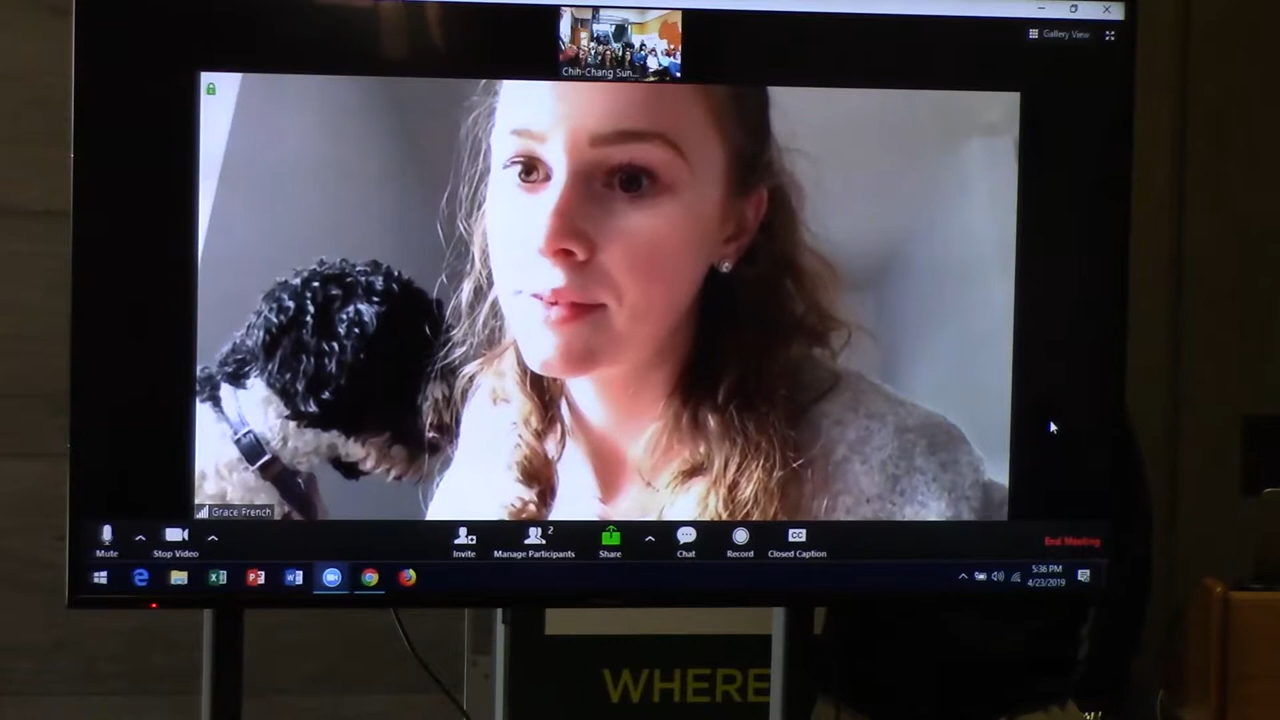 Chih-Chang Sun...
Gallery View
Grace French
2
Mute
Stop Video
Invite
Manage Participants
Share
Chat
Record
CC
Closed Caption
End Meeting
5:36 PM
4/23/2019
WHERE